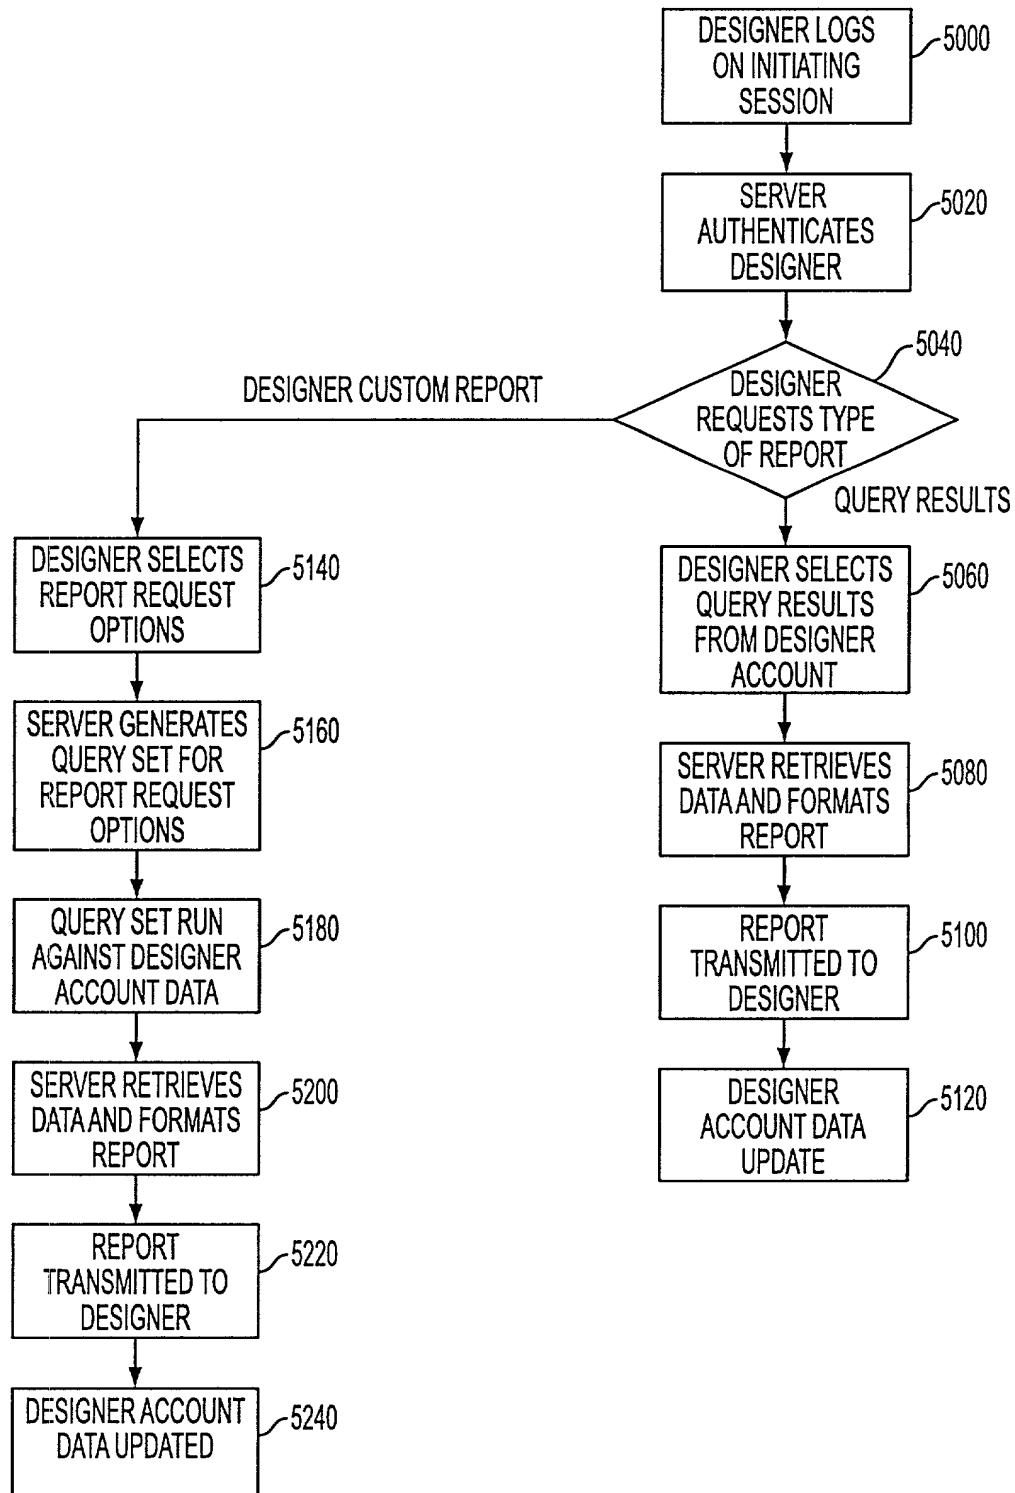 DESIGNER LOGS
ON INITIATING
SESSION
5000
SERVER
AUTHENTICATES
DESIGNER
5020
DESIGNER
REQUESTS TYPE
OF REPORT
5040
DESIGNER CUSTOM REPORT
QUERY RESULTS
DESIGNER SELECTS
REPORT REQUEST
OPTIONS
5140
SERVER GENERATES
QUERY SET FOR
REPORT REQUEST
OPTIONS
5160
QUERY SET RUN
AGAINST DESIGNER
ACCOUNT DATA
5180
SERVER RETRIEVES
DATA AND FORMATS
REPORT
5200
REPORT
TRANSMITTED TO
DESIGNER
5220
DESIGNER ACCOUNT
DATA UPDATED
5240
DESIGNER SELECTS
QUERY RESULTS
FROM DESIGNER
ACCOUNT
5060
SERVER RETRIEVES
DATA AND FORMATS
REPORT
5080
REPORT
TRANSMITTED TO
DESIGNER
5100
DESIGNER
ACCOUNT DATA
UPDATE
5120